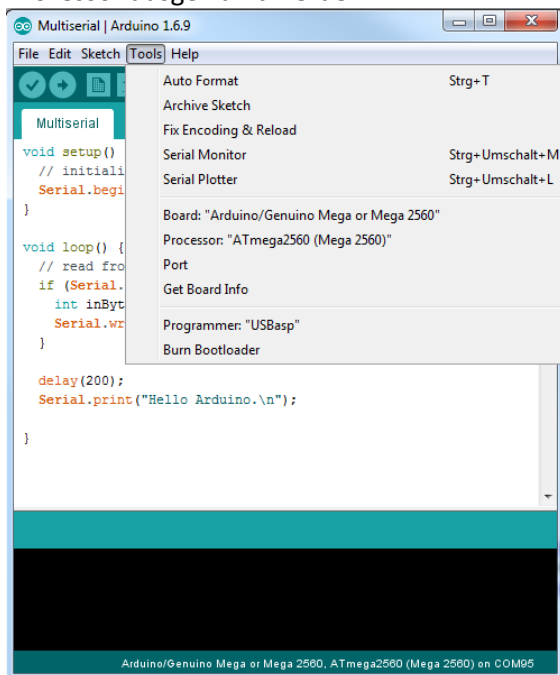 Multiserial | Arduino 1.6.9
File Edit Sketch Tools Help
Auto Format Strg+T
Archive Sketch
Fix Encoding & Reload
Serial Monitor Strg+Umschalt+M
Serial Plotter Strg+Umschalt+L
Board: "Arduino/Genuino Mega or Mega 2560"
Processor: "ATmega2560 (Mega 2560)"
Port
Get Board Info
Programmer: "USBasp"
Burn Bootloader
Multiserial
void setup()
// initiali
Serial.begi
}
void loop() {
// read fro
if (Serial.
int inByt
Serial.wr
}
delay(200);
Serial.print("Hello Arduino.\n");
}
Arduino/Genuino Mega or Mega 2560, ATmega2560 (Mega 2560) on COM95